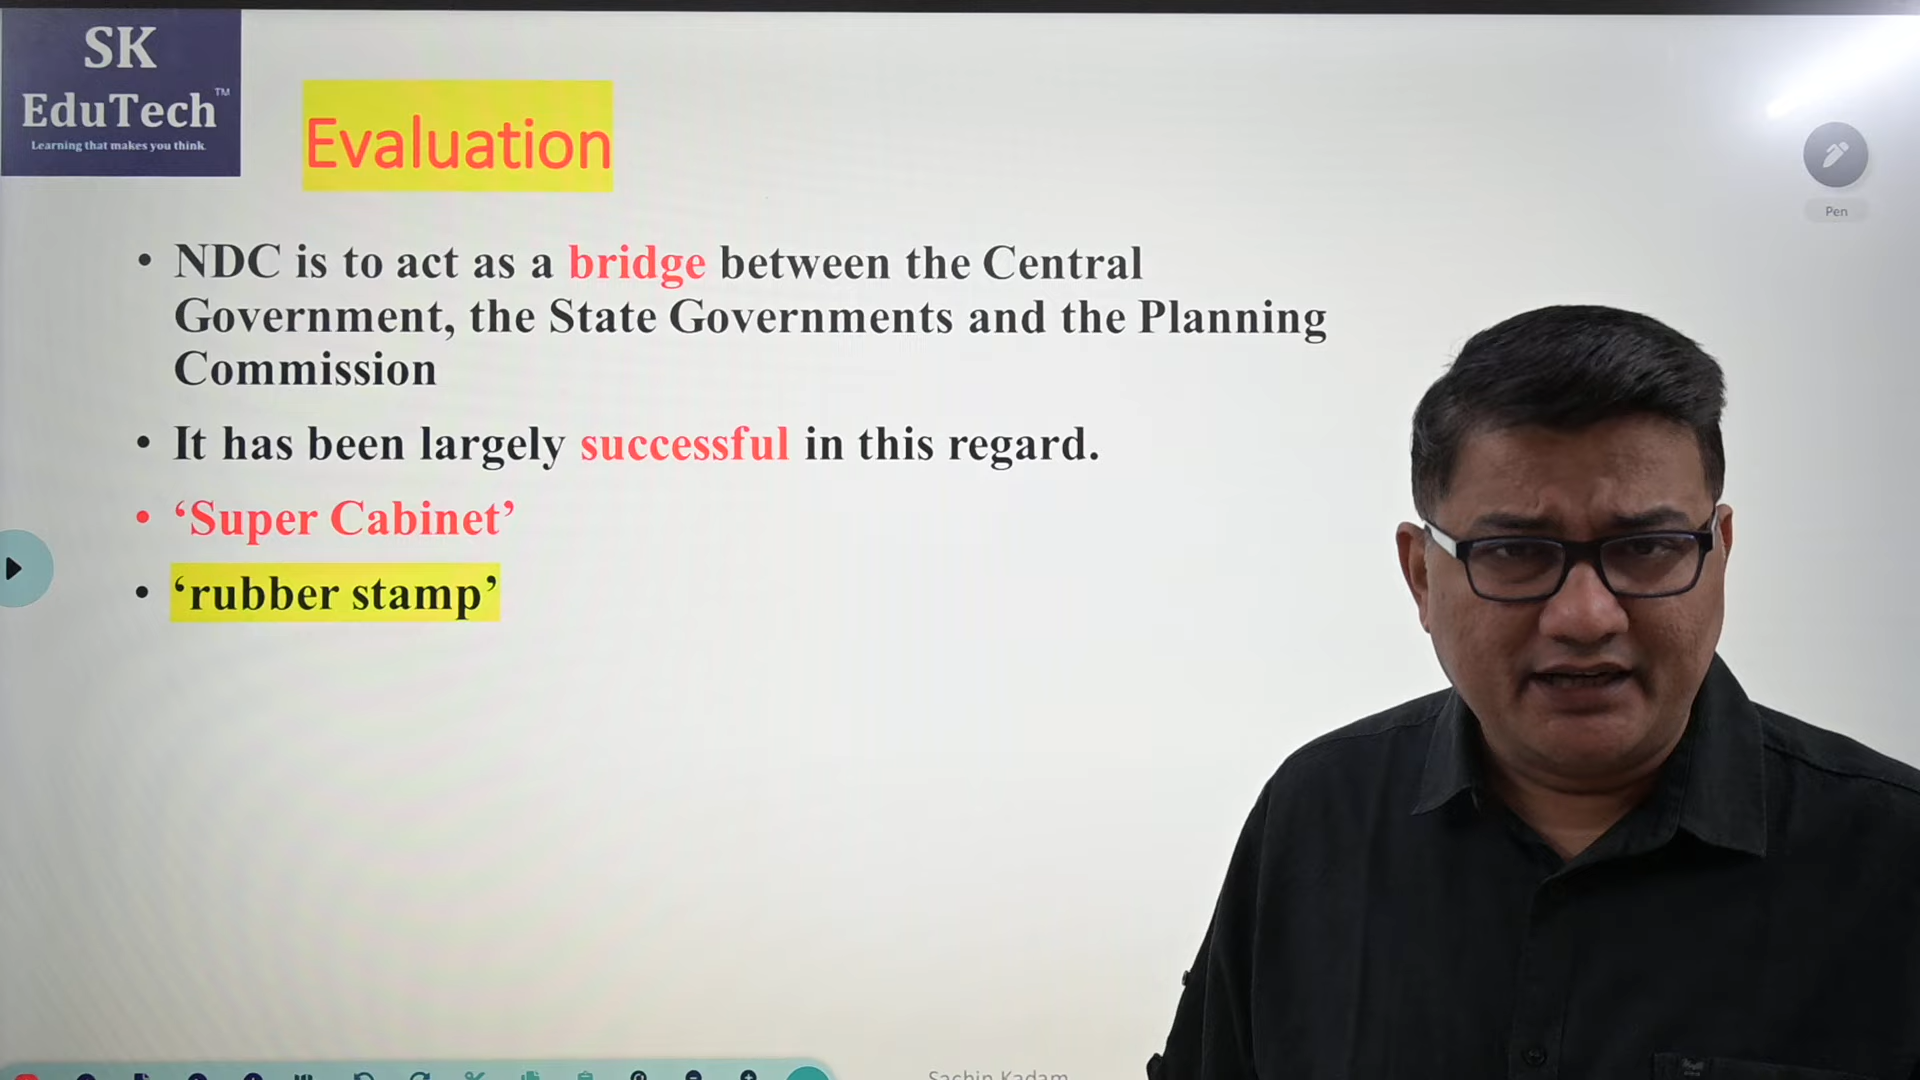 SK
EduTech™
Learning that makes you think.
Evaluation
Pen
• NDC is to act as a bridge between the Central
Government, the State Governments and the Planning
Commission
• It has been largely successful in this regard.
• ‘Super Cabinet’
• ‘rubber stamp’
Sachin Kadam